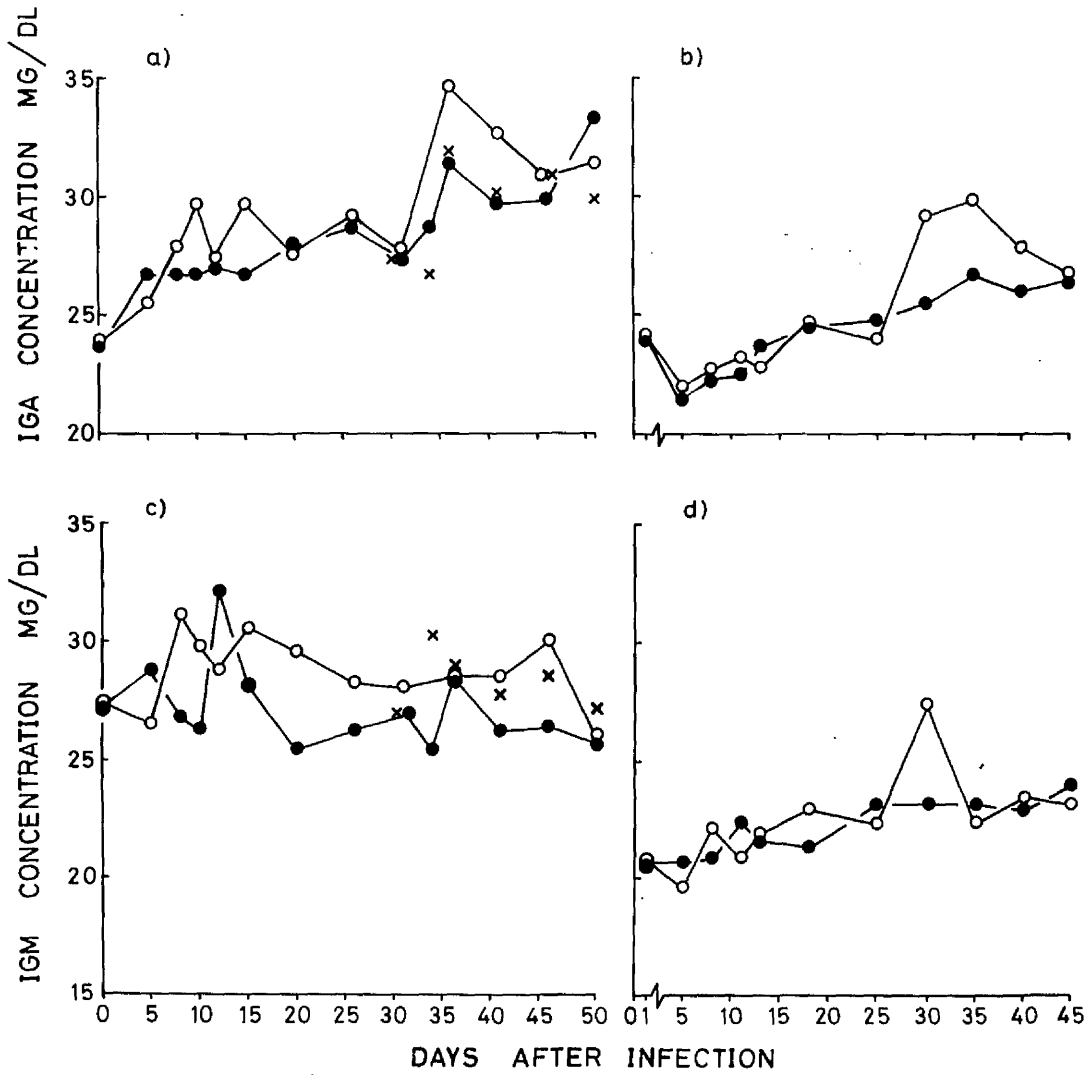 a)
b)
IGA CONCENTRATION MG/DL
35
30
25
20
c)
d)
IGM CONCENTRATION MG/DL
35
30
25
20
15
0 5 10 15 20 25 30 35 40 45 50
0 1 5 10 15 20 25 30 35 40 45
DAYS AFTER INFECTION